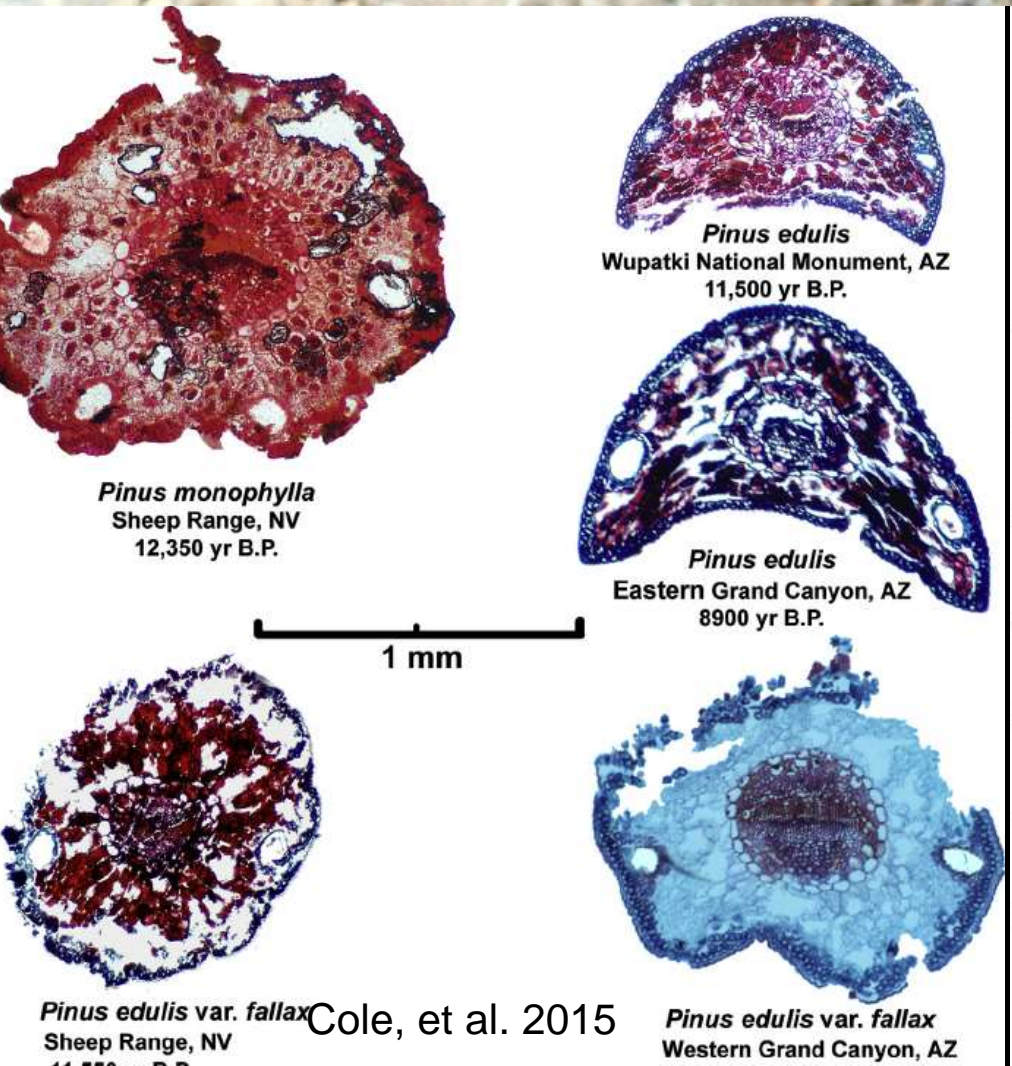 Pinus edulis
Wupatki National Monument, AZ
11,500 yr B.P.
Pinus monophylla
Sheep Range, NV
12,350 yr B.P.
Pinus edulis
Eastern Grand Canyon, AZ
8900 yr B.P.
1 mm
Pinus edulis var. fallax
Sheep Range, NV
Cole, et al. 2015
Pinus edulis var. fallax
Western Grand Canyon, AZ